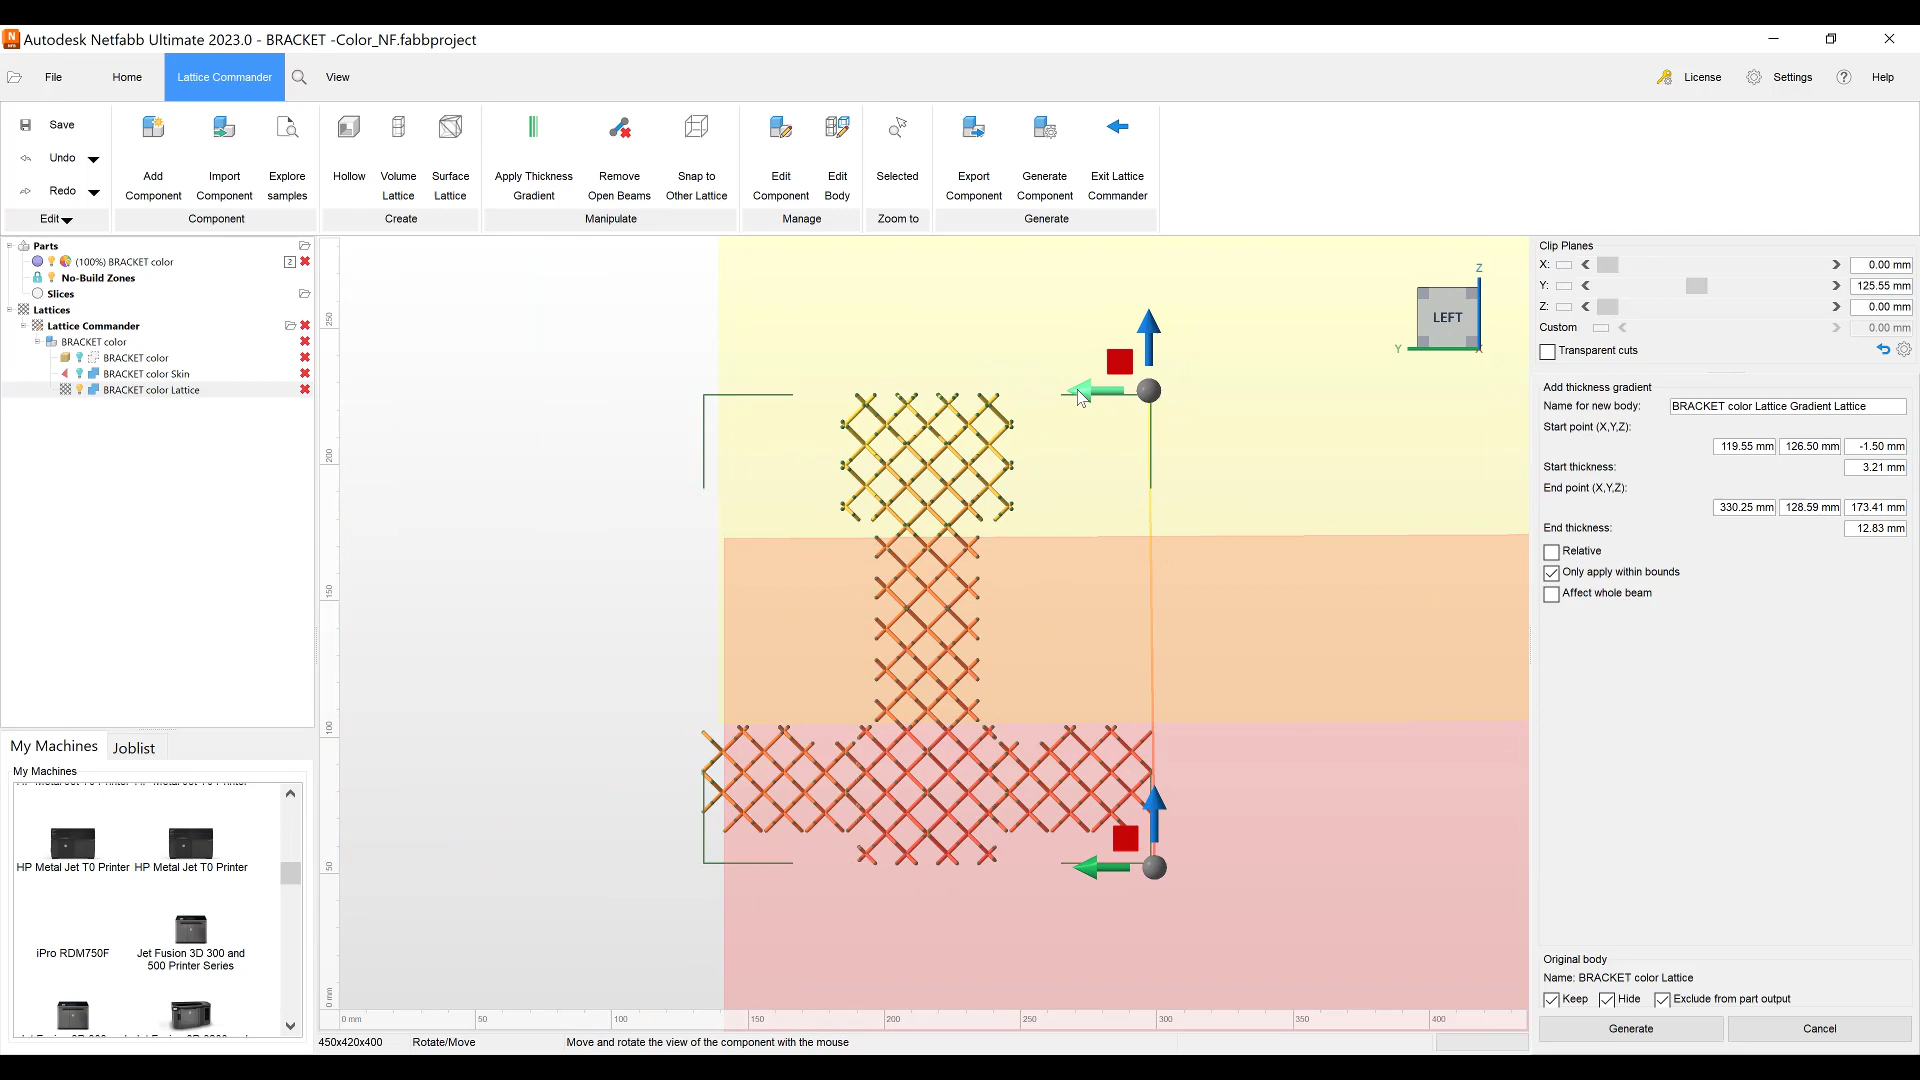 Autodesk Netfabb Ultimate 2023.0 - BRACKET -Color_NF.fabbproject
File Home Lattice Commander View License Settings Help
Save
Undo
Redo
Edit
Add Component
Import Component
Explore samples
Component
Hollow
Volume Lattice
Surface Lattice
Create
Apply Thickness Gradient
Remove Open Beams
Snap to Other Lattice
Manipulate
Edit Component
Edit Body
Manage
Selected
Zoom to
Export Component
Generate Component
Exit Lattice Commander
Generate
Parts
(100%) BRACKET color 2
No-Build Zones
Slices
Lattices
Lattice Commander
BRACKET color
BRACKET color
BRACKET color Skin
BRACKET color Lattice
My Machines Joblist
My Machines
HP Metal Jet T0 Printer HP Metal Jet T0 Printer
iPro RDM750F
Jet Fusion 3D 300 and
500 Printer Series
250
200
150
100
50
0 mm
0 mm 50 100 150 200 250 300 350 400
Z
LEFT
Y
X
450x420x400 Rotate/Move Move and rotate the view of the component with the mouse
Clip Planes
X: 0.00 mm
Y: 125.55 mm
Z: 0.00 mm
Custom 0.00 mm
Transparent cuts
Add thickness gradient
Name for new body: BRACKET color Lattice Gradient Lattice
Start point (X,Y,Z):
119.55 mm 126.50 mm -1.50 mm
Start thickness: 3.21 mm
End point (X,Y,Z):
330.25 mm 128.59 mm 173.41 mm
End thickness: 12.83 mm
Relative
Only apply within bounds
Affect whole beam
Original body
Name: BRACKET color Lattice
Keep Hide Exclude from part output
Generate Cancel